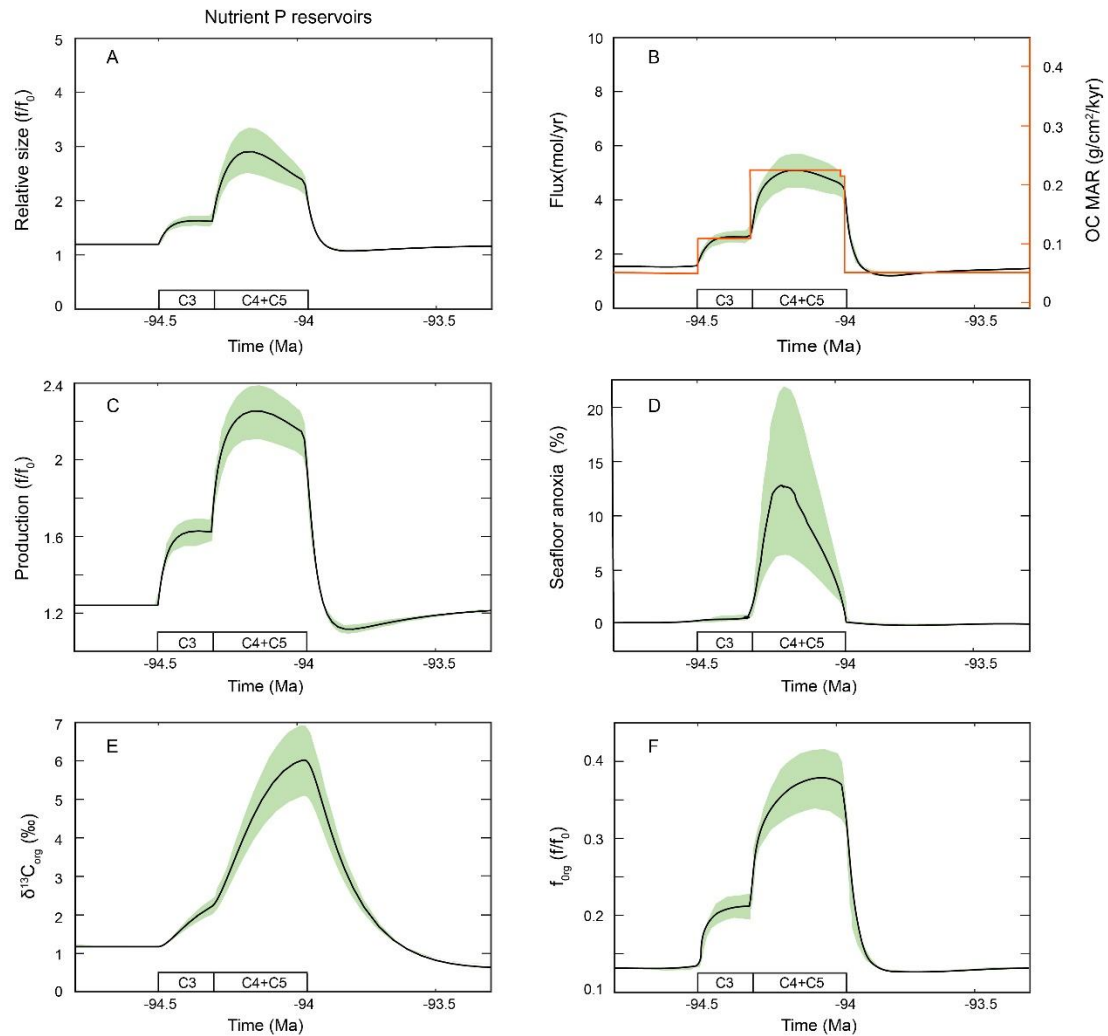 Nutrient P reservoirs
A
Relative size (f/f₀)
5
4
3
2
1
0
C3
C4+C5
-94.5
-94
-93.5
Time (Ma)
B
Flux(mol/yr)
10
8
6
4
2
0
OC MAR (g/cm²/kyr)
0.4
0.3
0.2
0.1
0
C3
C4+C5
-94.5
-94
-93.5
Time (Ma)
C
Production (f/f₀)
2.4
2
1.6
1.2
C3
C4+C5
-94.5
-94
-93.5
Time (Ma)
D
Seafloor anoxia (%)
20
15
10
5
0
C3
C4+C5
-94.5
-94
-93.5
Time (Ma)
E
δ¹³C_org (‰)
7
6
5
4
3
2
1
0
C3
C4+C5
-94.5
-94
-93.5
Time (Ma)
F
f_0rg (f/f₀)
0.4
0.3
0.2
0.1
C3
C4+C5
-94.5
-94
-93.5
Time (Ma)